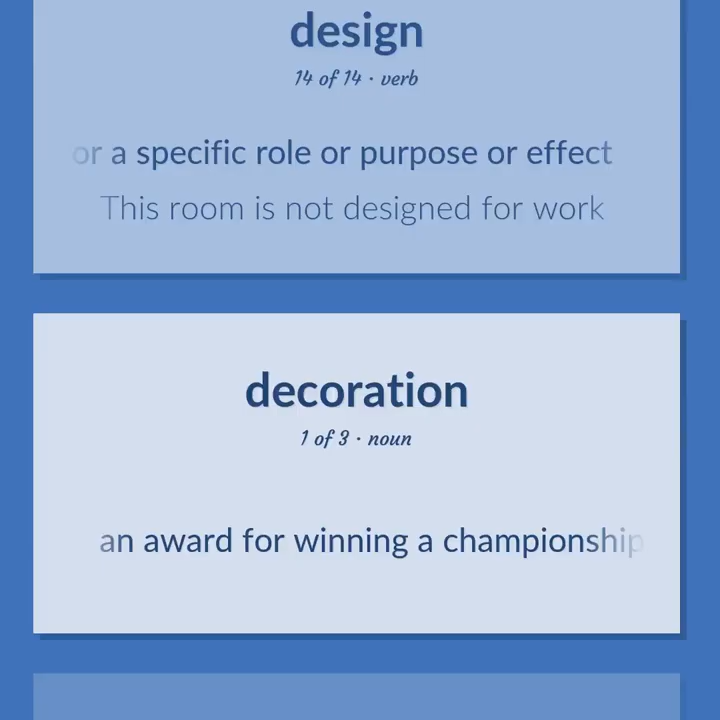 design
14 of 14 · verb
or a specific role or purpose or effect
This room is not designed for work
decoration
1 of 3 · noun
an award for winning a championship